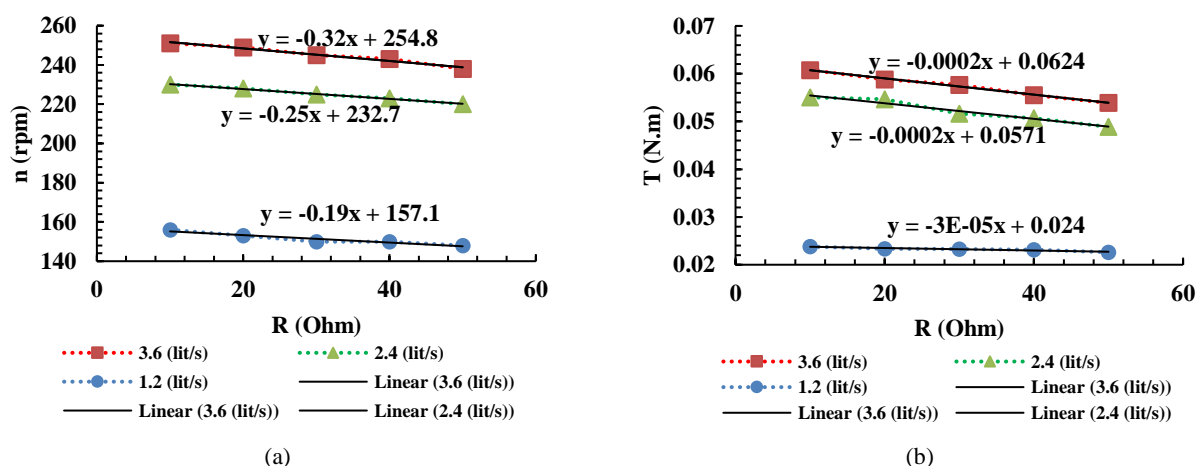 260
240
220
200
180
160
140
n (rpm)
y = -0.32x + 254.8
y = -0.25x + 232.7
y = -0.19x + 157.1
0 20 40 60
R (Ohm)
3.6 (lit/s) 2.4 (lit/s)
1.2 (lit/s) Linear (3.6 (lit/s))
Linear (3.6 (lit/s)) Linear (2.4 (lit/s))
(a)
0.07
0.06
0.05
0.04
0.03
0.02
T (N.m)
y = -0.0002x + 0.0624
y = -0.0002x + 0.0571
y = -3E-05x + 0.024
0 20 40 60
R (Ohm)
3.6 (lit/s) 2.4 (lit/s)
1.2 (lit/s) Linear (3.6 (lit/s))
Linear (3.6 (lit/s)) Linear (2.4 (lit/s))
(b)